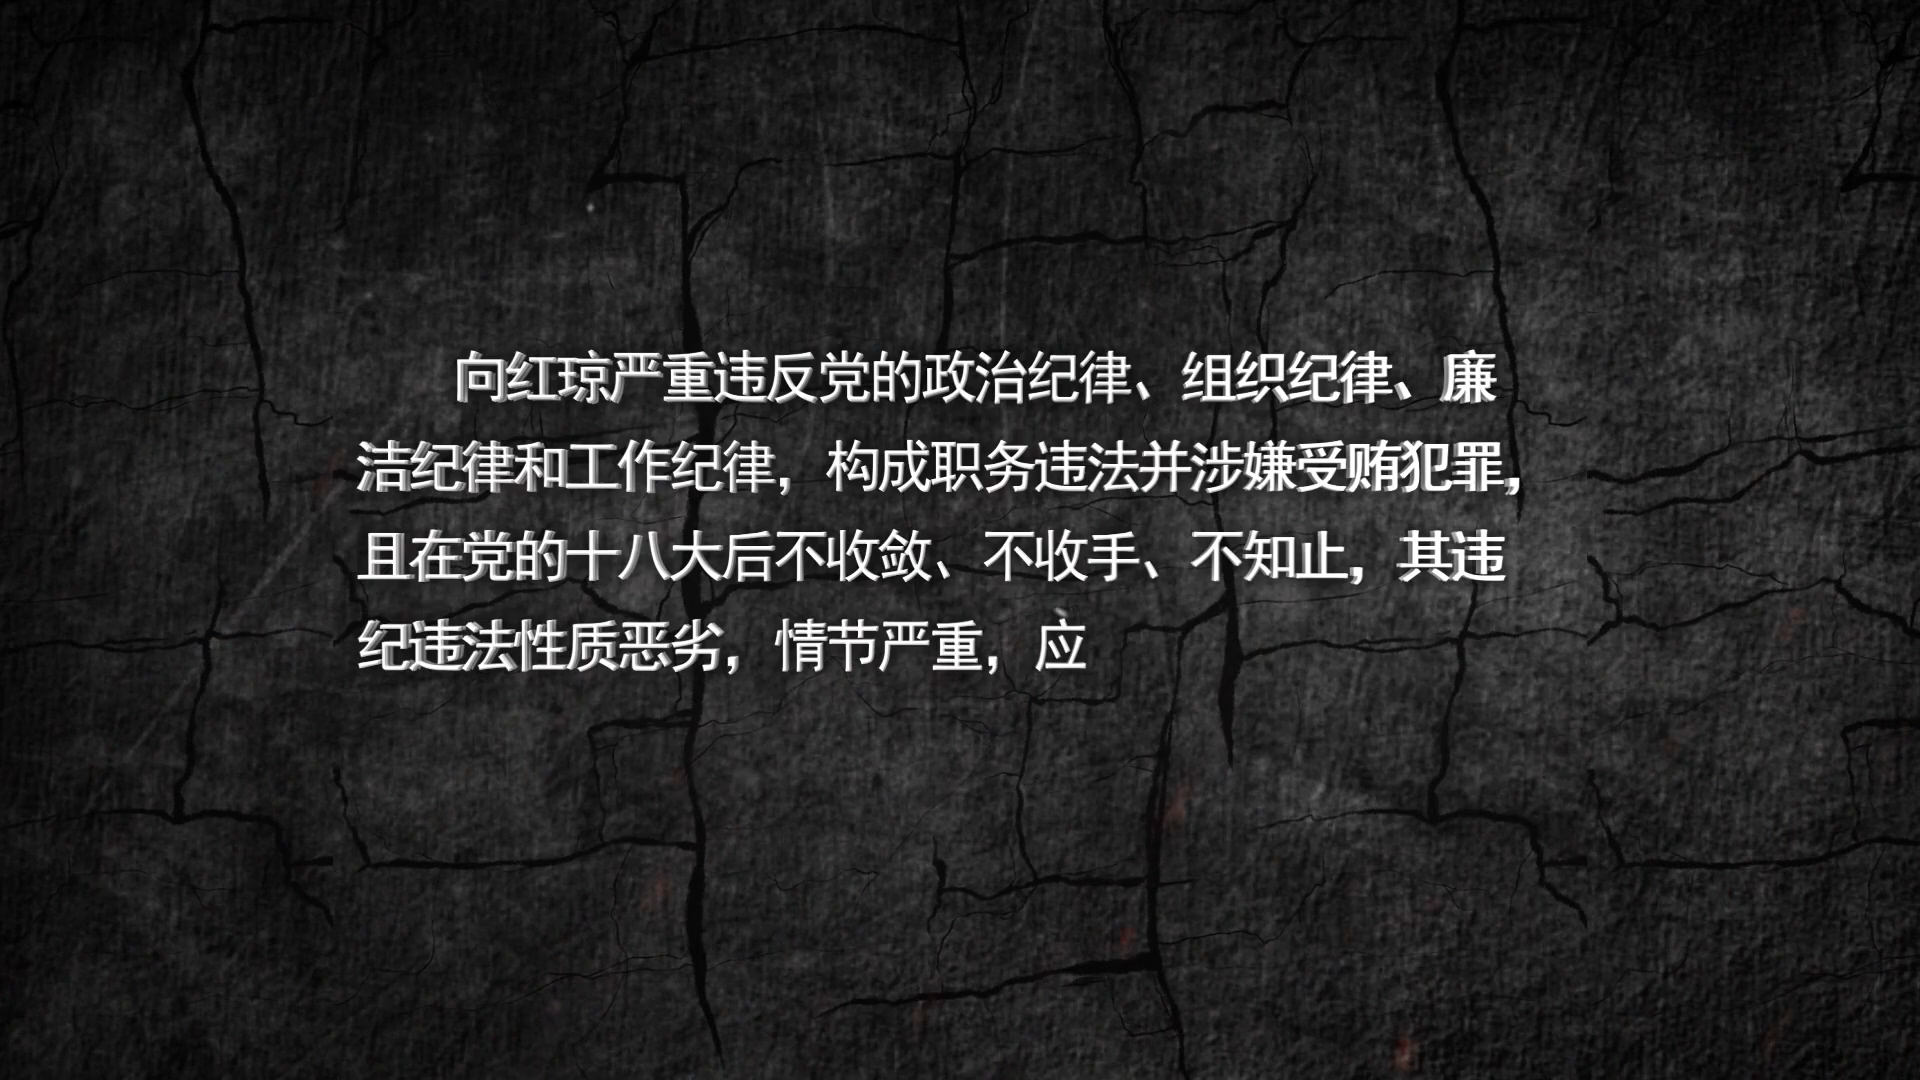 向红琼严重违反党的政治纪律、组织纪律、廉
洁纪律和工作纪律，构成职务违法并涉嫌受贿犯罪，
且在党的十八大后不收敛、不收手、不知止，其违
纪违法性质恶劣，情节严重，应